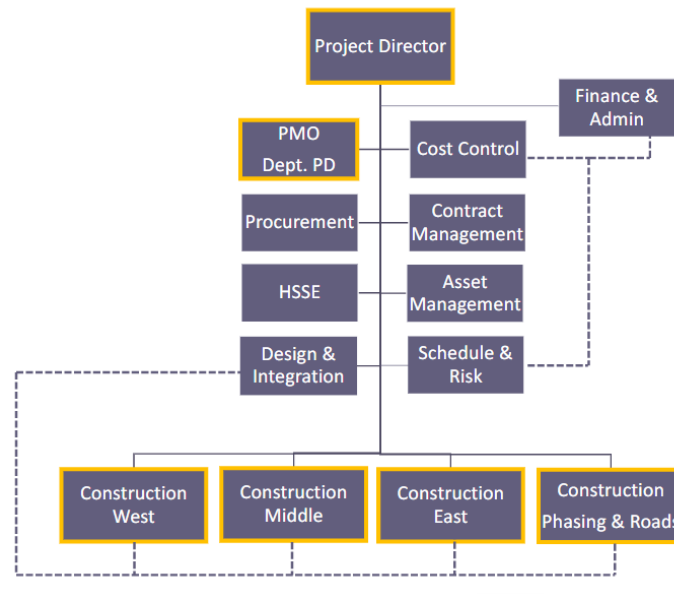 Project Director
Finance &
Admin
PMO
Dept. PD
Cost Control
Procurement
Contract
Management
HSSE
Asset
Management
Design &
Integration
Schedule &
Risk
Construction
West
Construction
Middle
Construction
East
Construction
Phasing & Roads